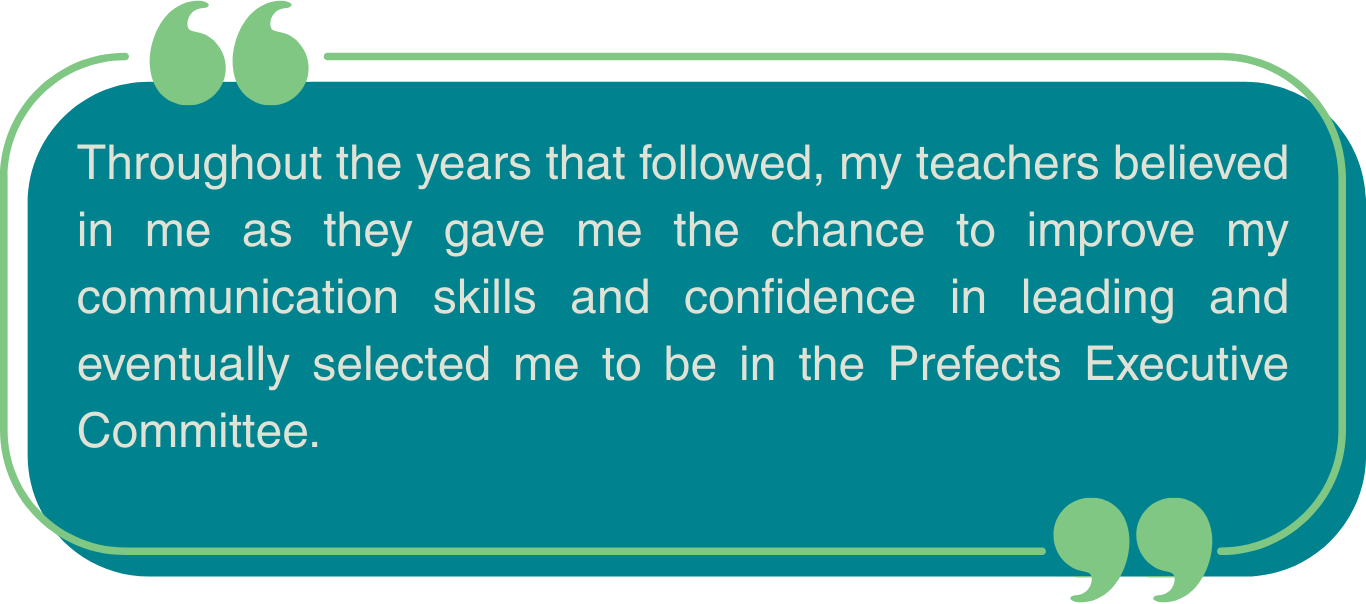 Throughout the years that followed, my teachers believed
in me as they gave me the chance to improve my
communication skills and confidence in leading and
eventually selected me to be in the Prefects Executive
Committee.